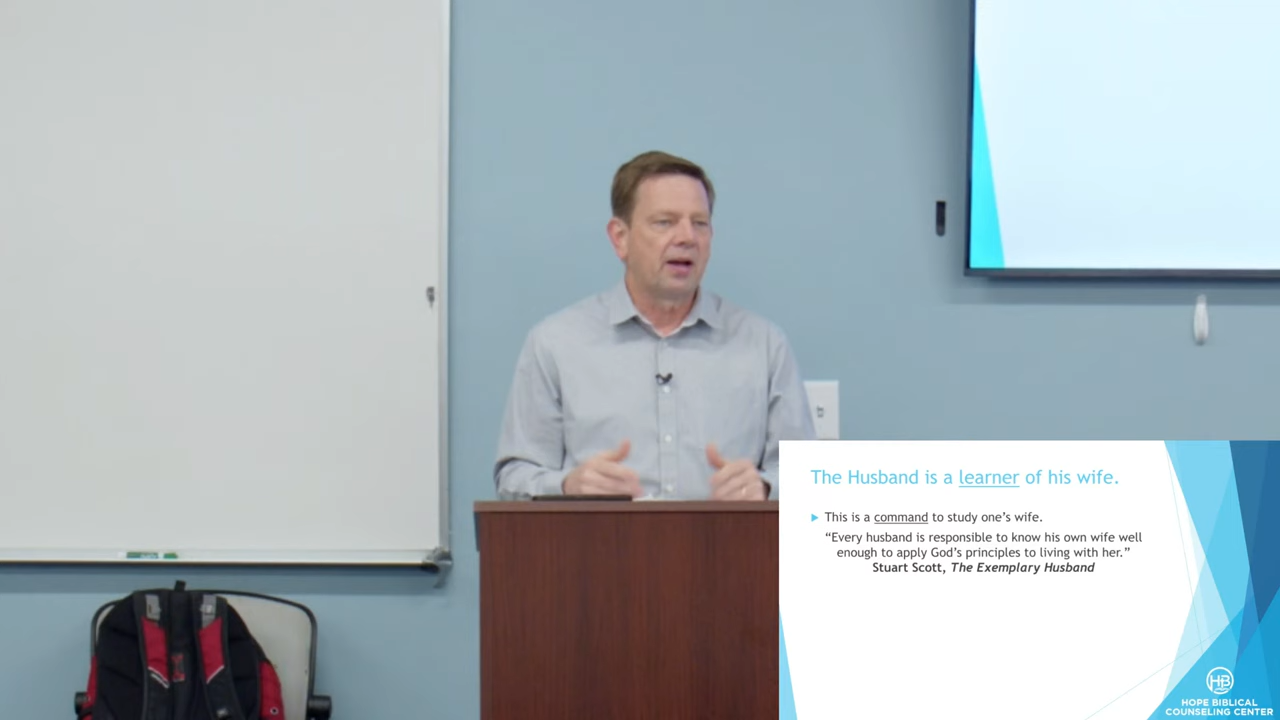 The Husband is a learner of his wife.
This is a command to study one's wife.
“Every husband is responsible to know his own wife well
enough to apply God's principles to living with her.”
Stuart Scott, The Exemplary Husband
HB
HOPE BIBLICAL
COUNSELING CENTER